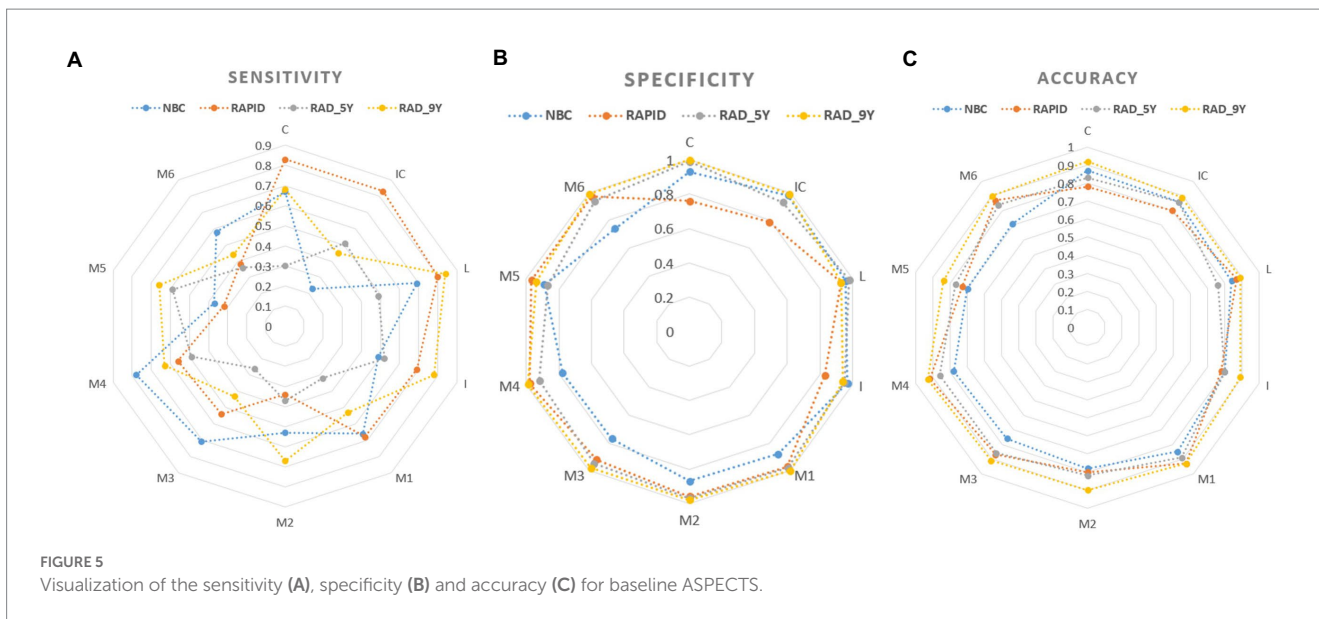 A
SENSITIVITY
NBC RAPID RAD_5Y RAD_9Y
C
IC
L
I
M1
M2
M3
M4
M5
M6
0.9
0.8
0.7
0.6
0.5
0.4
0.3
0.2
0.1
0
B
SPECIFICITY
NBC RAPID RAD_5Y RAD_9Y
C
IC
L
I
M1
M2
M3
M4
M5
M6
1
0.8
0.6
0.4
0.2
0
C
ACCURACY
NBC RAPID RAD_5Y RAD_9Y
C
IC
L
I
M1
M2
M3
M4
M5
M6
1
0.9
0.8
0.7
0.6
0.5
0.4
0.3
0.2
0.1
0
FIGURE 5
Visualization of the sensitivity (A), specificity (B) and accuracy (C) for baseline ASPECTS.